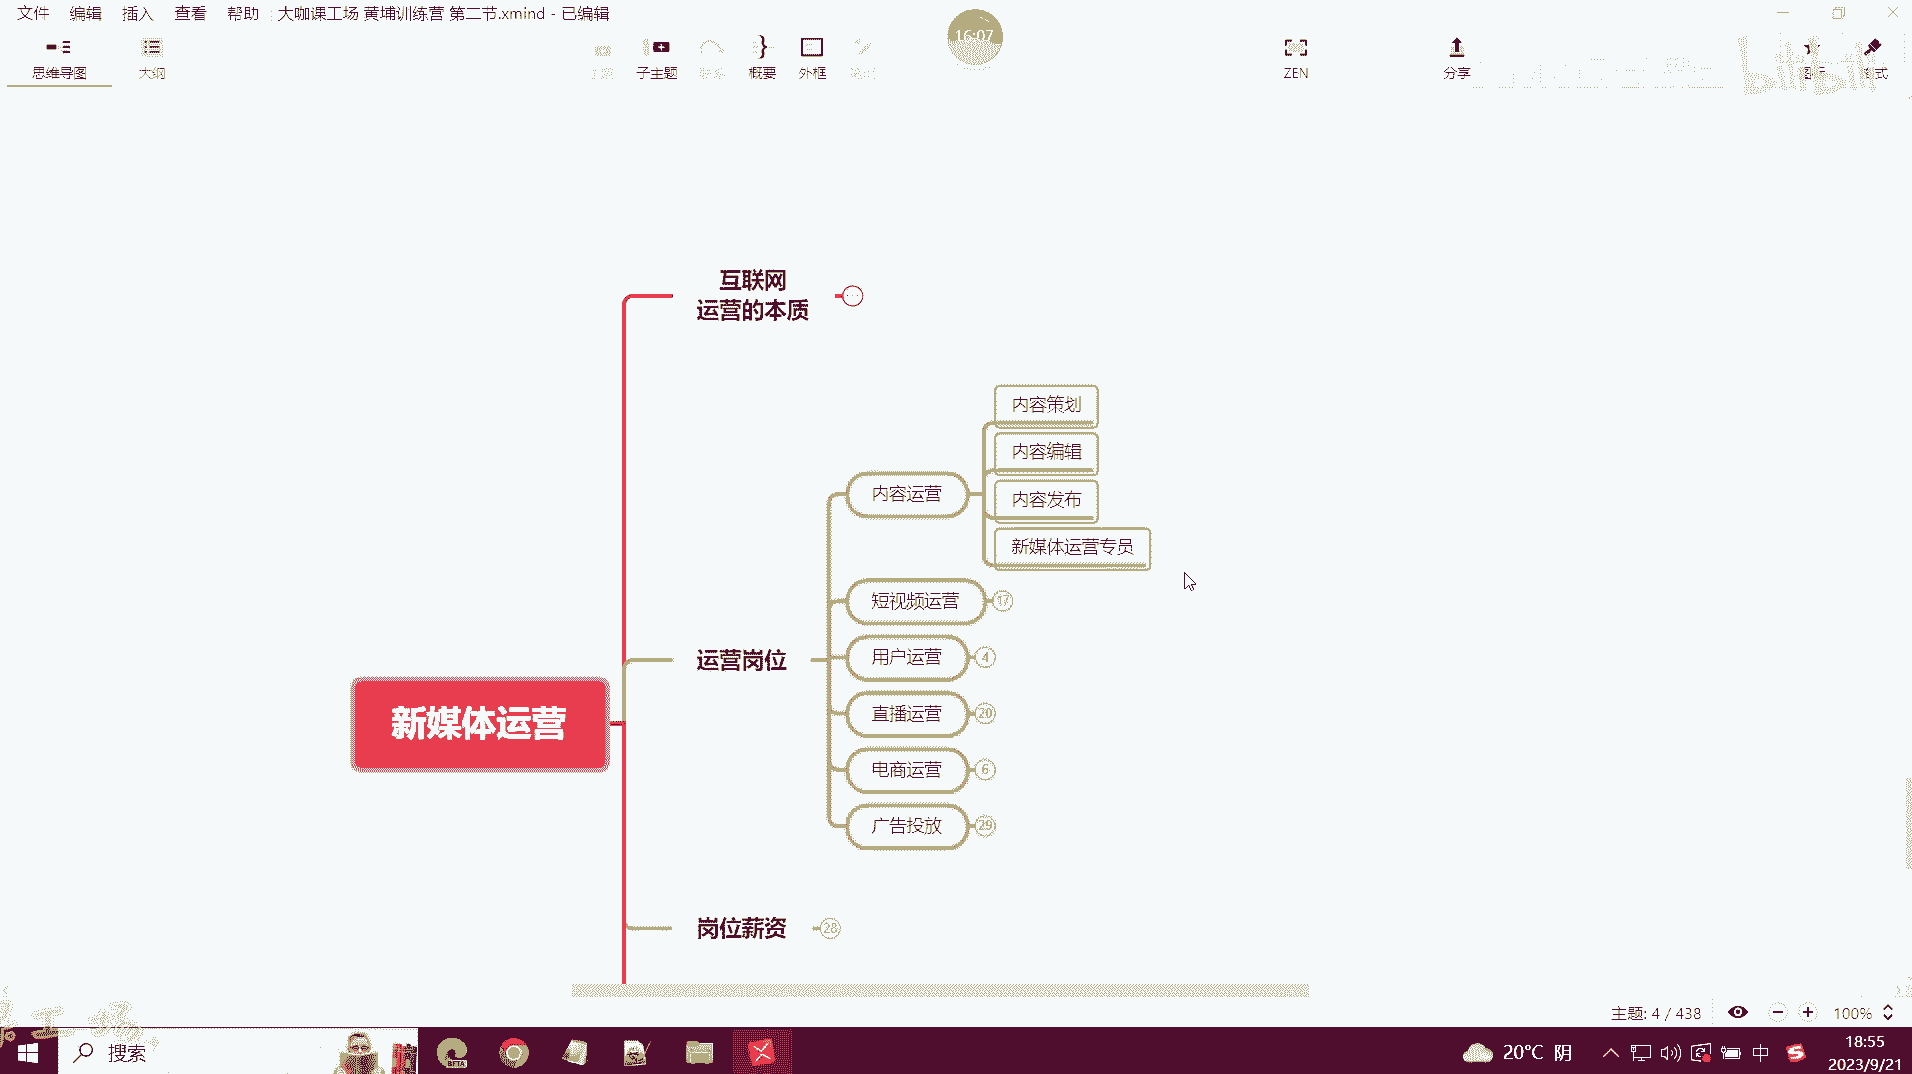 文件 编辑 插入 查看 帮助 大咖课工场 黄埔训练营 第二节.xmind - 已编辑
16:07
思维导图 大纲 子主题 概要 外框 ZEN 分享
bilibili
互联网
运营的本质
内容策划
内容编辑
内容运营
内容发布
新媒体运营专员
短视频运营 17
用户运营 4
运营岗位
直播运营 20
新媒体运营
电商运营 6
广告投放 29
岗位薪资 28
主题: 4 / 438 100%
搜索 BETA 20°C 阴 中 18:55
2023/9/21